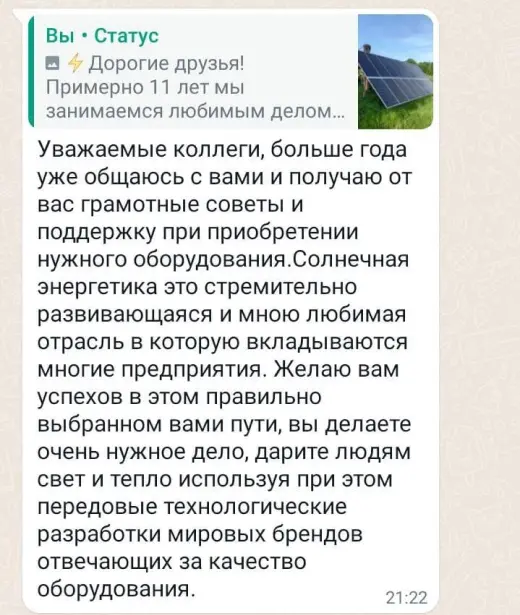 Вы • Статус
⚡ Дорогие друзья!
Примерно 11 лет мы
занимаемся любимым делом...
Уважаемые коллеги, больше года
уже общаюсь с вами и получаю от
вас грамотные советы и
поддержку при приобретении
нужного оборудования.Солнечная
энергетика это стремительно
развивающаяся и мною любимая
отрасль в которую вкладываются
многие предприятия. Желаю вам
успехов в этом правильно
выбранном вами пути, вы делаете
очень нужное дело, дарите людям
свет и тепло используя при этом
передовые технологические
разработки мировых брендов
отвечающих за качество
оборудования.
21:22